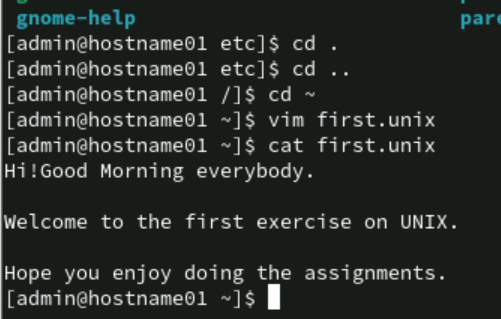 gnome-help
[admin@hostname01 etc]$ cd .
[admin@hostname01 etc]$ cd ..
[admin@hostname01 /]$ cd ~
[admin@hostname01 ~]$ vim first.unix
[admin@hostname01 ~]$ cat first.unix
Hi!Good Morning everybody.
Welcome to the first exercise on UNIX.
Hope you enjoy doing the assignments.
[admin@hostname01 ~]$